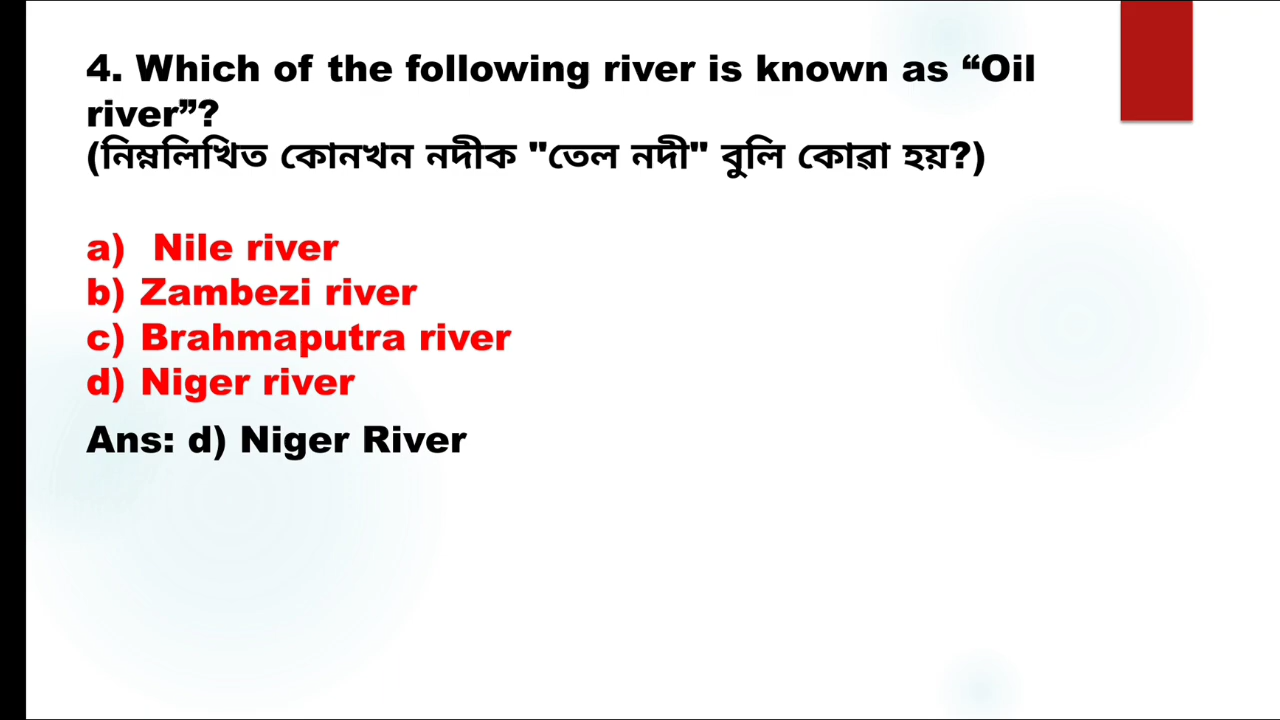 4. Which of the following river is known as “Oil
river”?
(নিম্নলিখিত কোনখন নদীক "তেল নদী" বুলি কোৱা হয়?)
a) Nile river
b) Zambezi river
c) Brahmaputra river
d) Niger river
Ans: d) Niger River